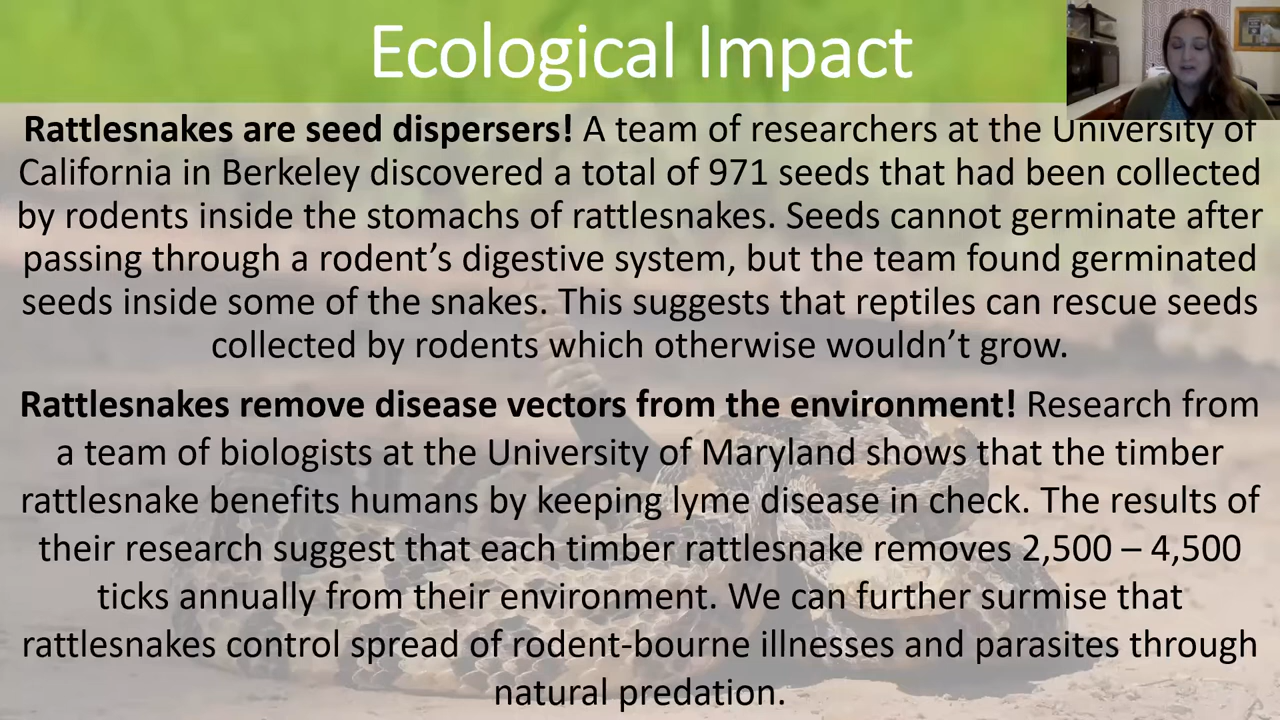 Ecological Impact
Rattlesnakes are seed dispersers! A team of researchers at the University of
California in Berkeley discovered a total of 971 seeds that had been collected
by rodents inside the stomachs of rattlesnakes. Seeds cannot germinate after
passing through a rodent’s digestive system, but the team found germinated
seeds inside some of the snakes. This suggests that reptiles can rescue seeds
collected by rodents which otherwise wouldn’t grow.
Rattlesnakes remove disease vectors from the environment! Research from
a team of biologists at the University of Maryland shows that the timber
rattlesnake benefits humans by keeping lyme disease in check. The results of
their research suggest that each timber rattlesnake removes 2,500 – 4,500
ticks annually from their environment. We can further surmise that
rattlesnakes control spread of rodent-bourne illnesses and parasites through
natural predation.